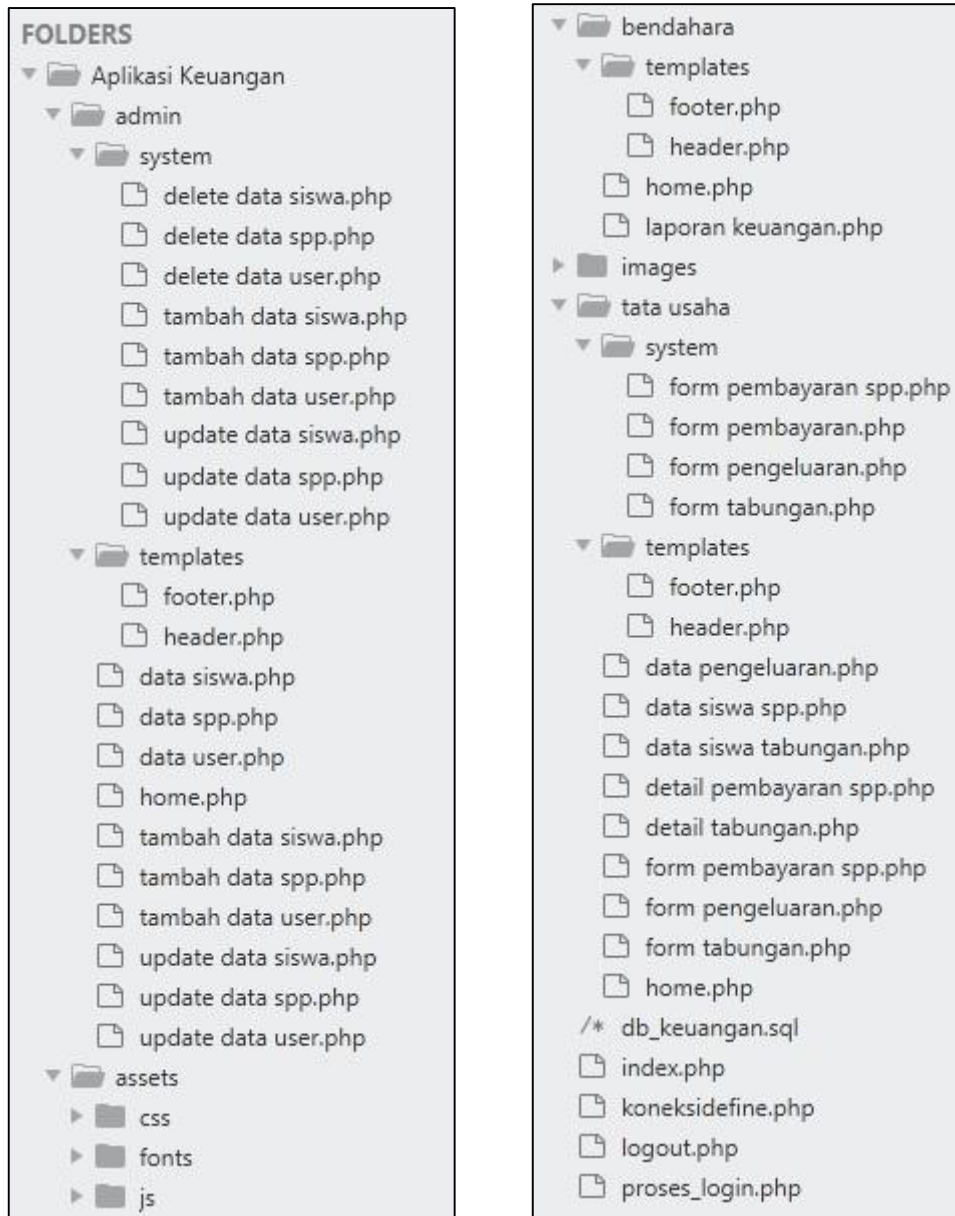 FOLDERS
Aplikasi Keuangan
admin
system
delete data siswa.php
delete data spp.php
delete data user.php
tambah data siswa.php
tambah data spp.php
tambah data user.php
update data siswa.php
update data spp.php
update data user.php
templates
footer.php
header.php
data siswa.php
data spp.php
data user.php
home.php
tambah data siswa.php
tambah data spp.php
tambah data user.php
update data siswa.php
update data spp.php
update data user.php
assets
css
fonts
js
bendahara
templates
footer.php
header.php
home.php
laporan keuangan.php
images
tata usaha
system
form pembayaran spp.php
form pembayaran.php
form pengeluaran.php
form tabungan.php
templates
footer.php
header.php
data pengeluaran.php
data siswa spp.php
data siswa tabungan.php
detail pembayaran spp.php
detail tabungan.php
form pembayaran spp.php
form pengeluaran.php
form tabungan.php
home.php
/* db_keuangan.sql
index.php
koneksidefine.php
logout.php
proses_login.php